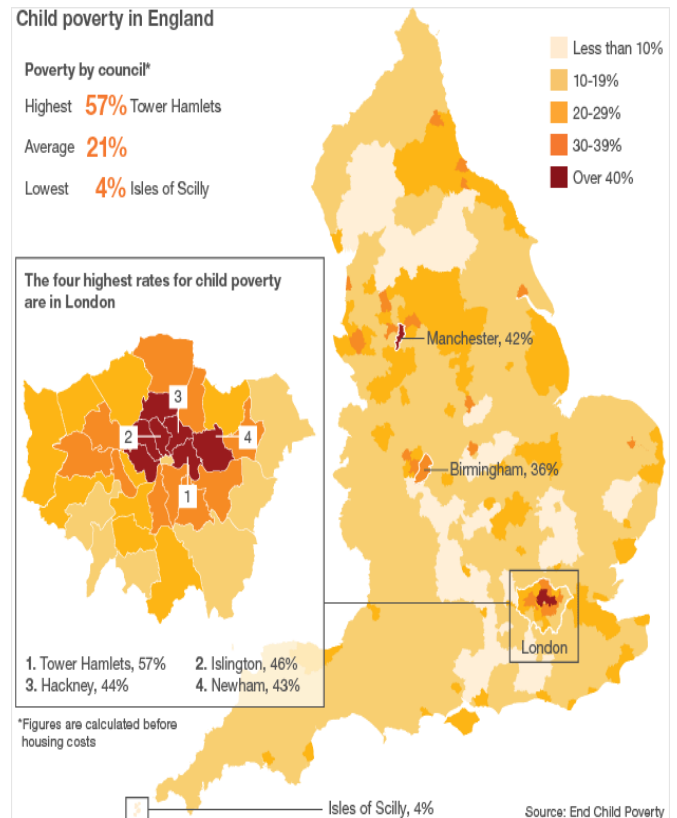 Child poverty in England
Poverty by council*
Highest 57% Tower Hamlets
Average 21%
Lowest 4% Isles of Scilly
Less than 10%
10-19%
20-29%
30-39%
Over 40%
The four highest rates for child poverty
are in London
3
2
4
1
1. Tower Hamlets, 57%
2. Islington, 46%
3. Hackney, 44%
4. Newham, 43%
Manchester, 42%
Birmingham, 36%
London
*Figures are calculated before
housing costs
Isles of Scilly, 4%
Source: End Child Poverty